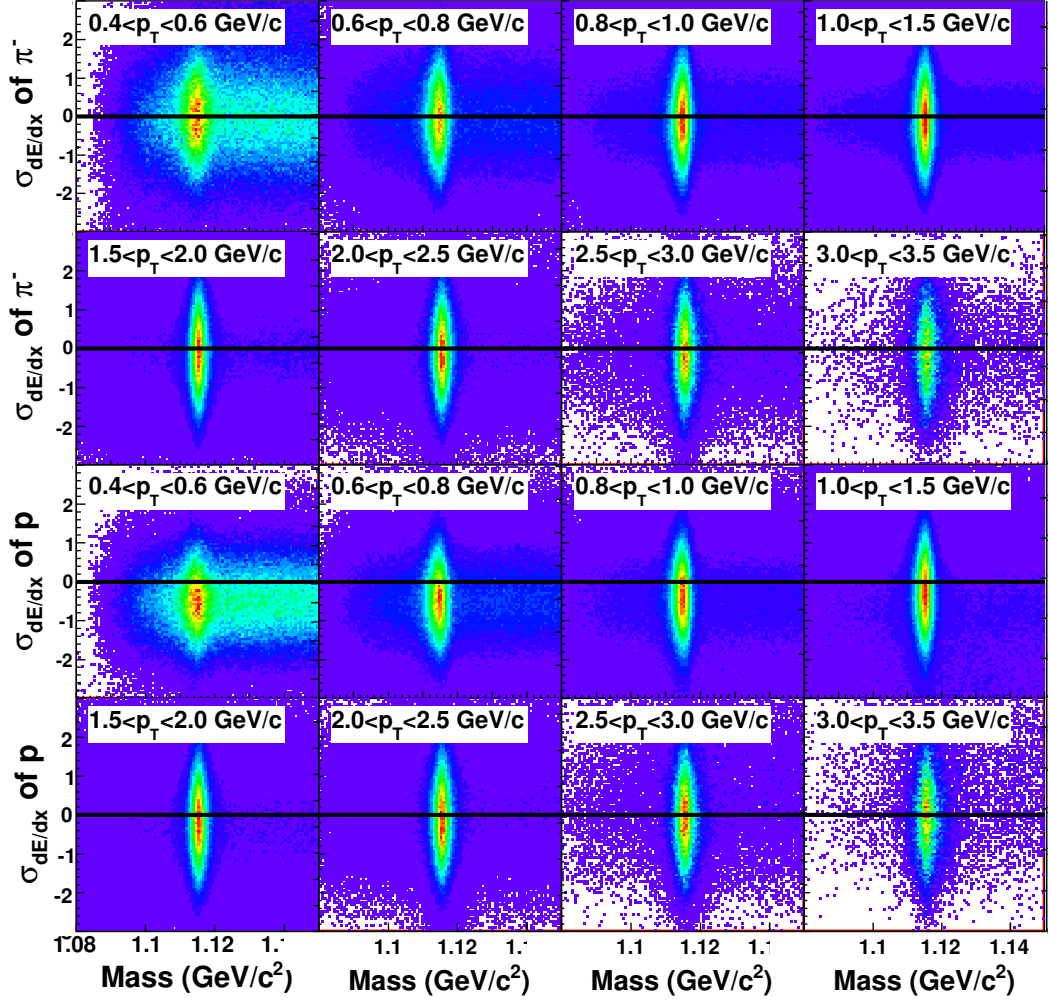 0.4<p_T<0.6 GeV/c 0.6<p_T<0.8 GeV/c 0.8<p_T<1.0 GeV/c 1.0<p_T<1.5 GeV/c
σ_dE/dx of π⁻
2
1
0
-1
-2
1.5<p_T<2.0 GeV/c 2.0<p_T<2.5 GeV/c 2.5<p_T<3.0 GeV/c 3.0<p_T<3.5 GeV/c
σ_dE/dx of π⁻
2
1
0
-1
-2
0.4<p_T<0.6 GeV/c 0.6<p_T<0.8 GeV/c 0.8<p_T<1.0 GeV/c 1.0<p_T<1.5 GeV/c
σ_dE/dx of p
2
1
0
-1
-2
1.5<p_T<2.0 GeV/c 2.0<p_T<2.5 GeV/c 2.5<p_T<3.0 GeV/c 3.0<p_T<3.5 GeV/c
σ_dE/dx of p
2
1
0
-1
-2
1.08 1.1 1.12 1.1 1.12 1.1 1.12 1.1 1.12 1.14
Mass (GeV/c²) Mass (GeV/c²) Mass (GeV/c²) Mass (GeV/c²)